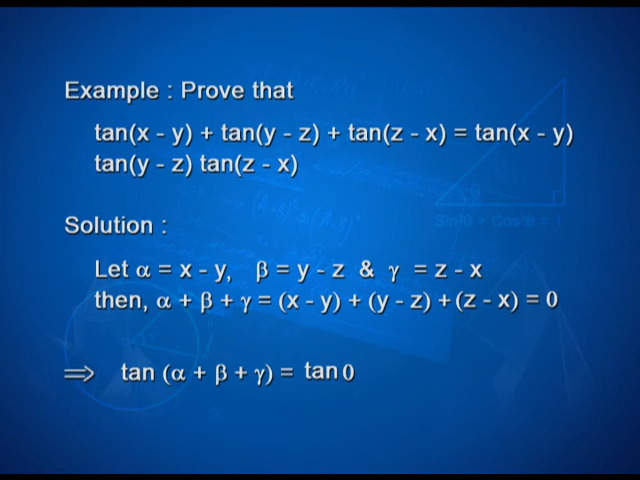 Example : Prove that
tan(x - y) + tan(y - z) + tan(z - x) = tan(x - y)
tan(y - z) tan(z - x)
Solution :
Let α = x - y, β = y - z & γ = z - x
then, α + β + γ = (x - y) + (y - z) + (z - x) = 0
⟹ tan (α + β + γ) = tan 0